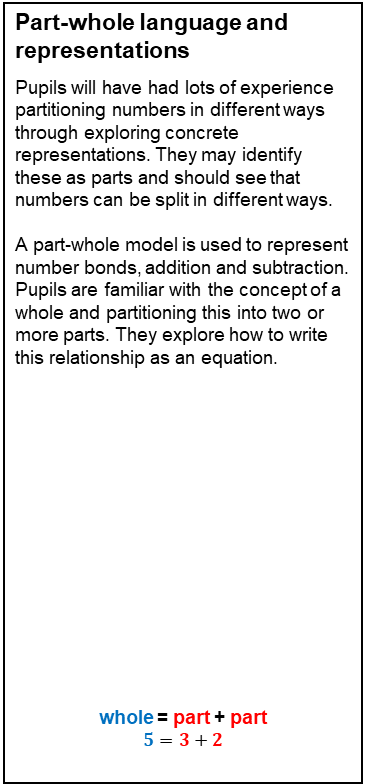 Part-whole language and
representations
Pupils will have had lots of experience
partitioning numbers in different ways
through exploring concrete
representations. They may identify
these as parts and should see that
numbers can be split in different ways.
A part-whole model is used to represent
number bonds, addition and subtraction.
Pupils are familiar with the concept of a
whole and partitioning this into two or
more parts. They explore how to write
this relationship as an equation.
whole = part + part
5 = 3 + 2